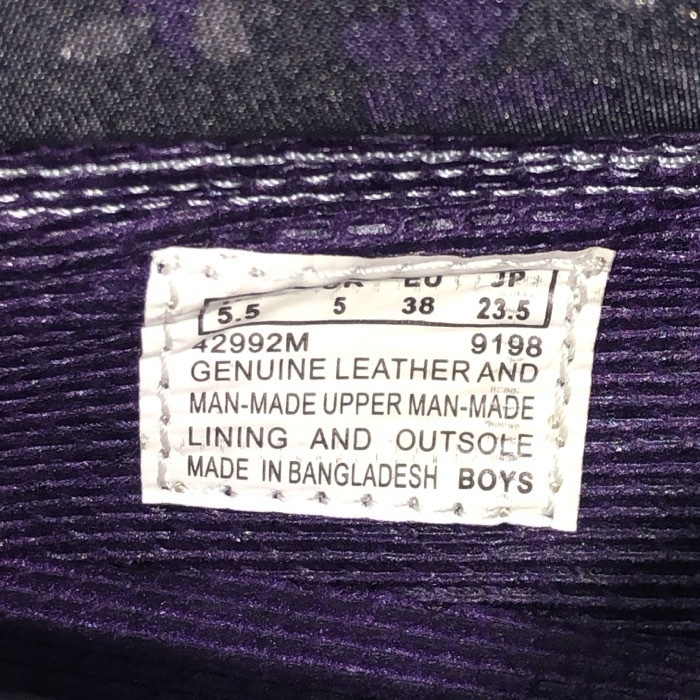 EU JP
5.5 5 38 23.5
42992M 9198
GENUINE LEATHER AND
MAN-MADE UPPER MAN-MADE
LINING AND OUTSOLE
MADE IN BANGLADESH BOYS